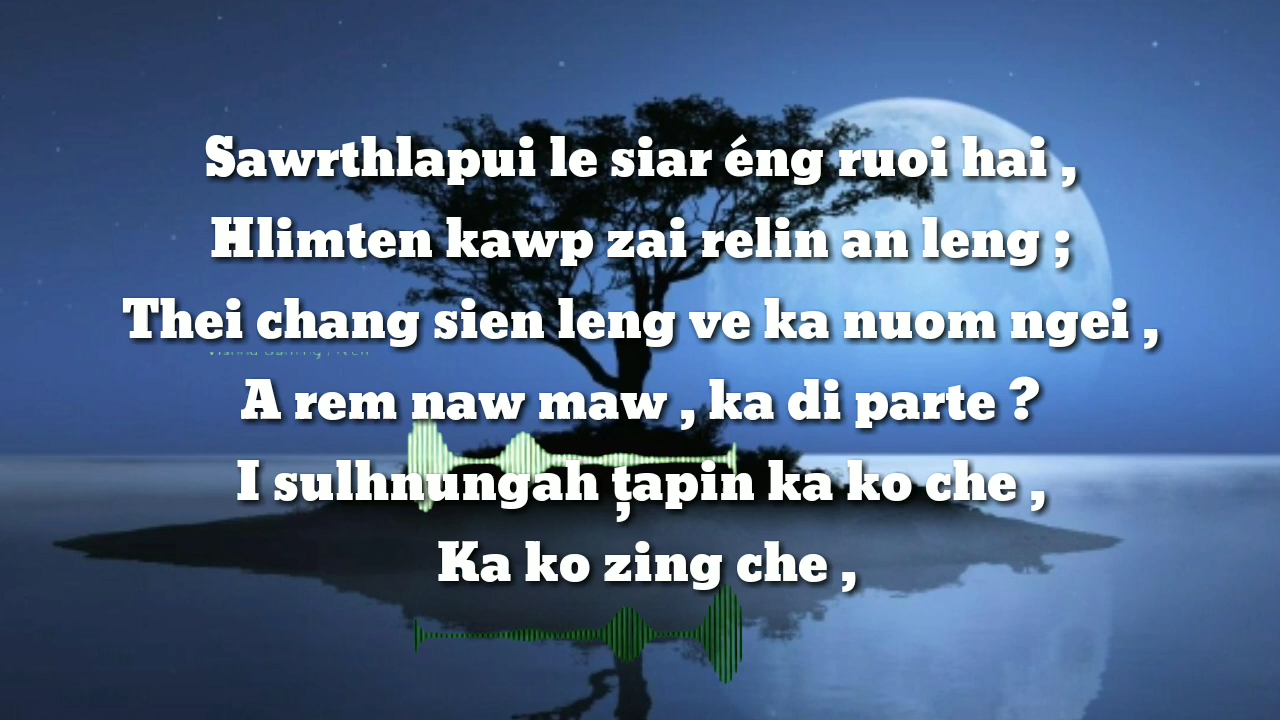 Sawrthlapui le siar éng ruoi hai ,
Hlimten kawp zai relin an leng ;
Thei chang sien leng ve ka nuom ngei ,
A rem naw maw , ka di parte ?
I sulhnungah țapin ka ko che ,
Ka ko zing che ,